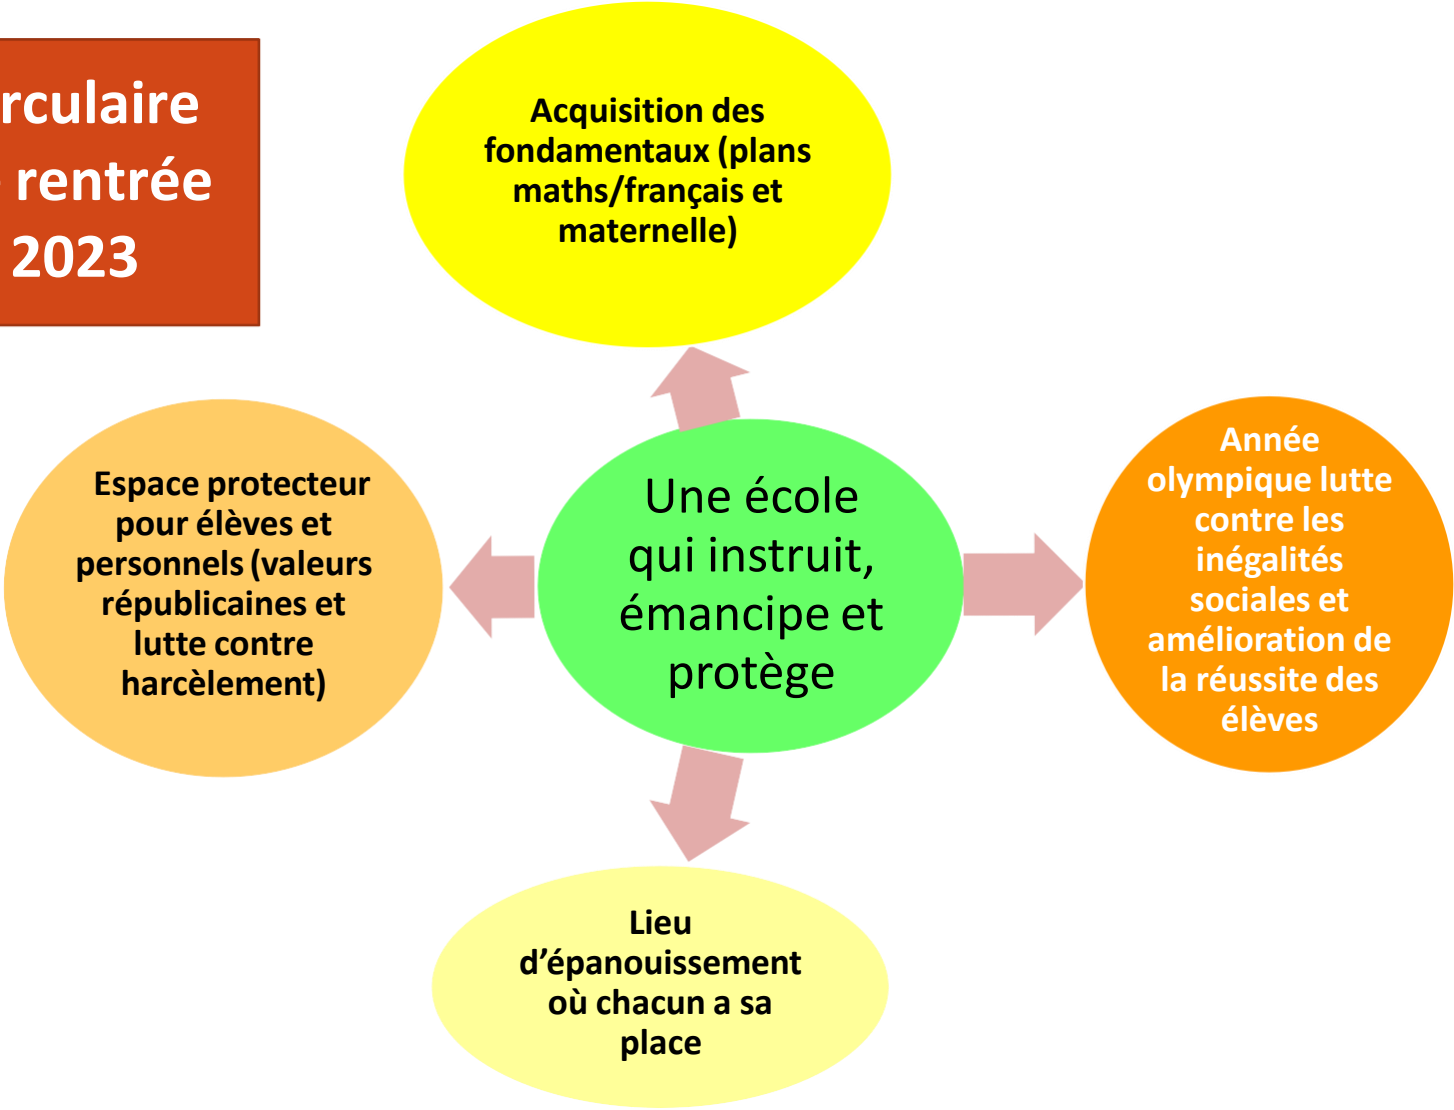 rculaire
rentrée
2023
Acquisition des
fondamentaux (plans
maths/français et
maternelle)
Espace protecteur
pour élèves et
personnels (valeurs
républicaines et
lutte contre
harcèlement)
Une école
qui instruit,
émancipe et
protège
Année
olympique lutte
contre les
inégalités
sociales et
amélioration de
la réussite des
élèves
Lieu
d’épanouissement
où chacun a sa
place